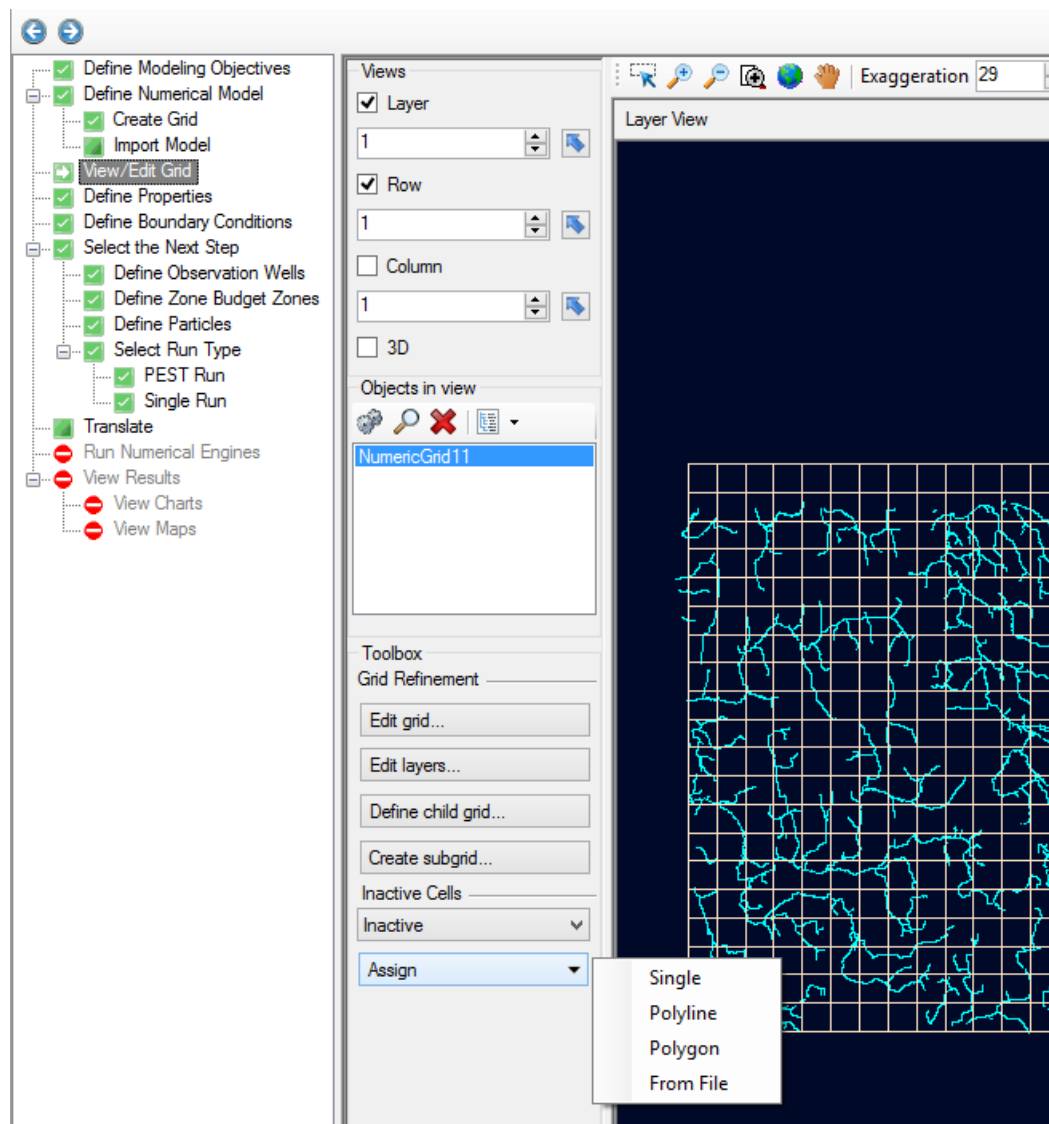 Define Modeling Objectives
Define Numerical Model
Create Grid
Import Model
View/Edit Grid
Define Properties
Define Boundary Conditions
Select the Next Step
Define Observation Wells
Define Zone Budget Zones
Define Particles
Select Run Type
PEST Run
Single Run
Translate
Run Numerical Engines
View Results
View Charts
View Maps
Views
Layer
1
Row
1
Column
1
3D
Objects in view
NumericGrid11
Toolbox
Grid Refinement
Edit grid...
Edit layers...
Define child grid...
Create subgrid...
Inactive Cells
Inactive
Assign
Single
Polyline
Polygon
From File
Exaggeration 29
Layer View